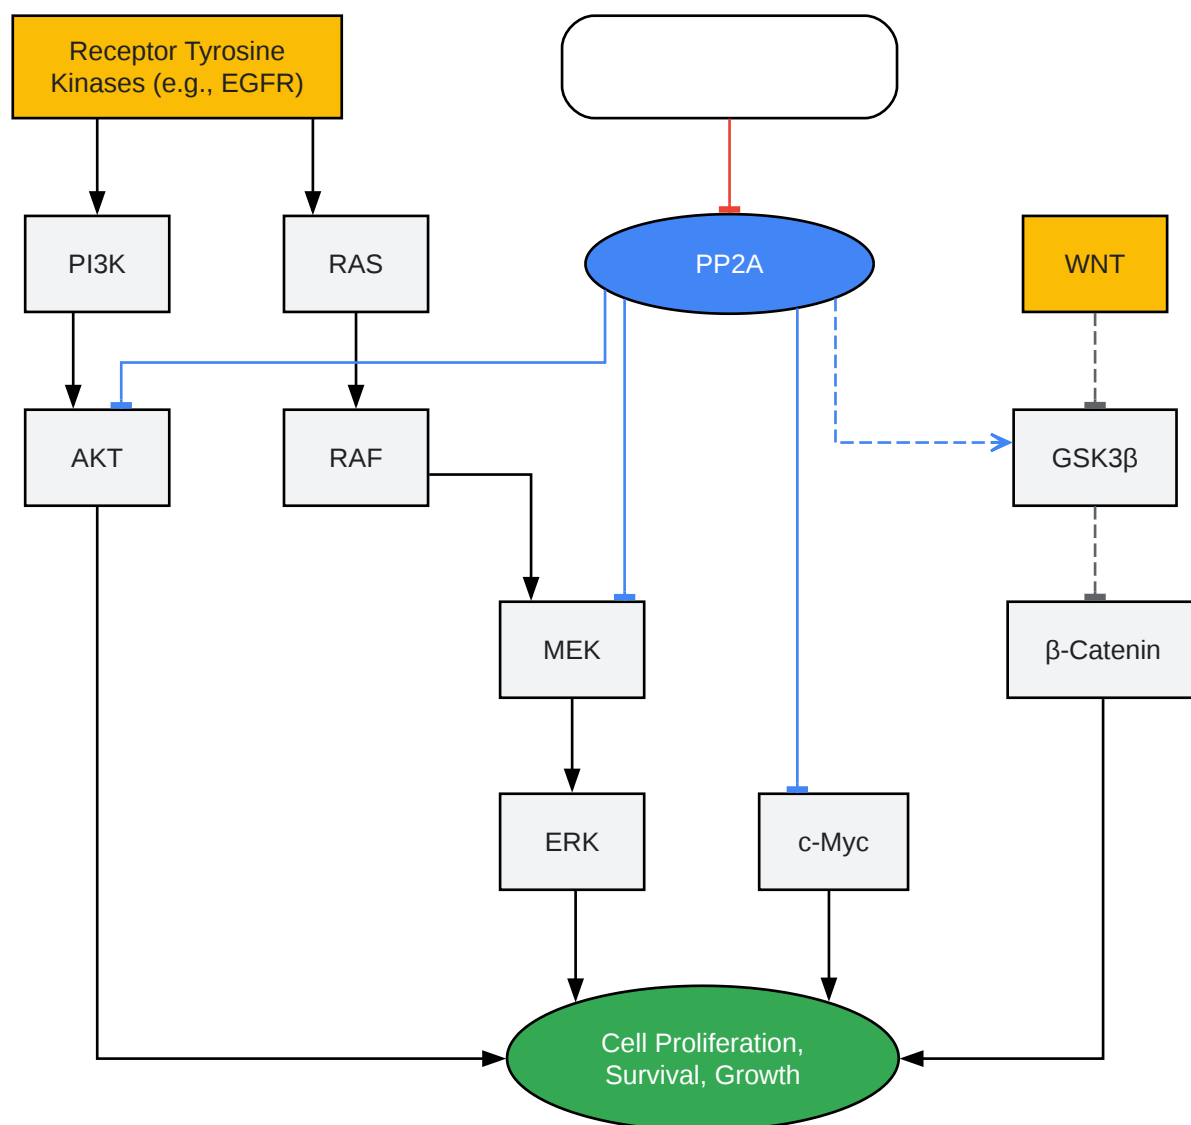 Receptor Tyrosine
Kinases (e.g., EGFR)
PI3K
RAS
PP2A
WNT
AKT
RAF
GSK3β
MEK
β-Catenin
ERK
c-Myc
Cell Proliferation,
Survival, Growth